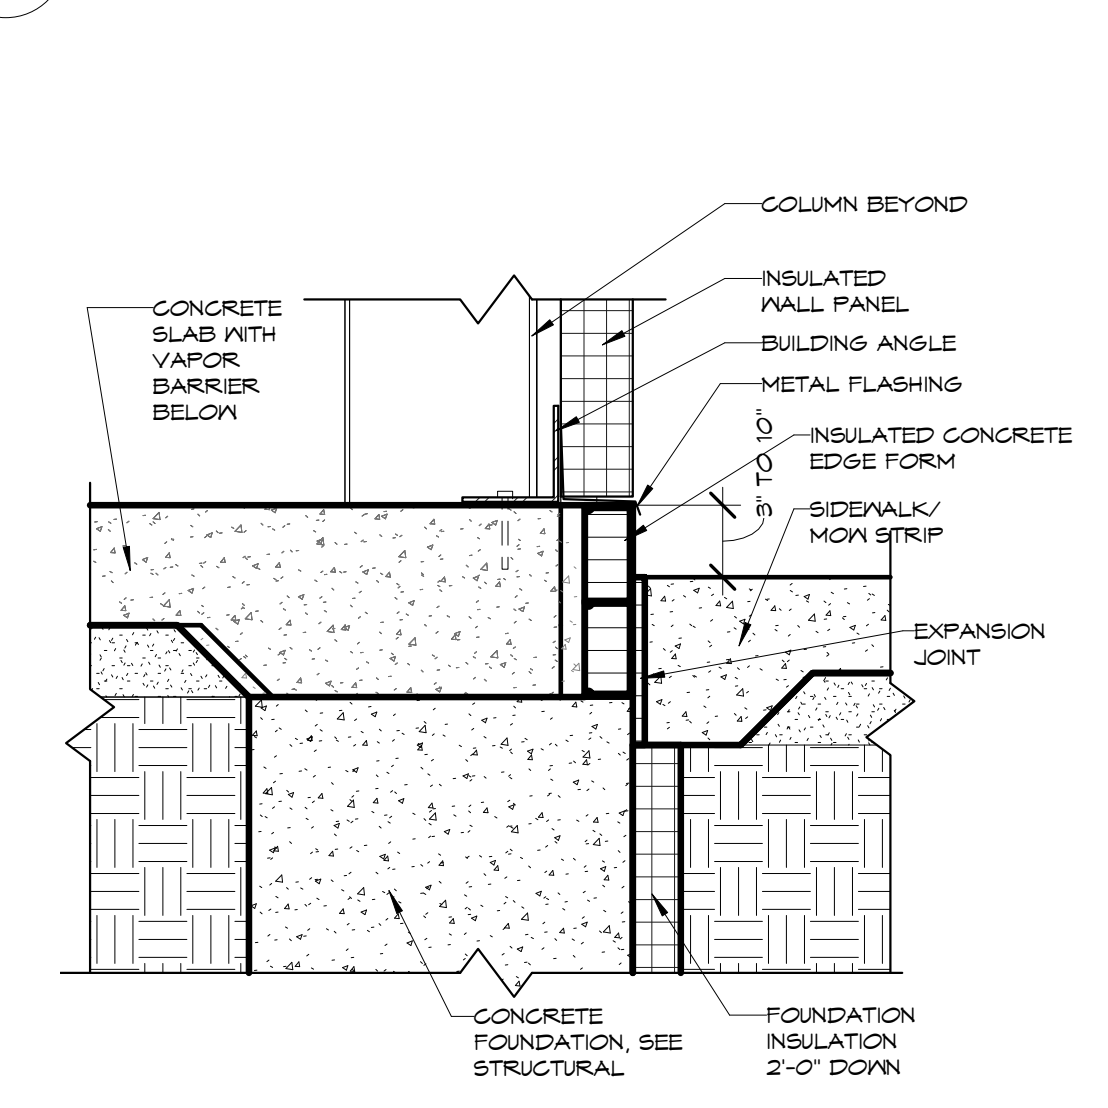 COLUMN BEYOND
INSULATED
WALL PANEL
CONCRETE
SLAB WITH
VAPOR
BARRIER
BELOW
BUILDING ANGLE
METAL FLASHING
3" TO 10"
INSULATED CONCRETE
EDGE FORM
SIDEWALK/
MOW STRIP
EXPANSION
JOINT
CONCRETE
FOUNDATION, SEE
STRUCTURAL
FOUNDATION
INSULATION
2'-0" DOWN